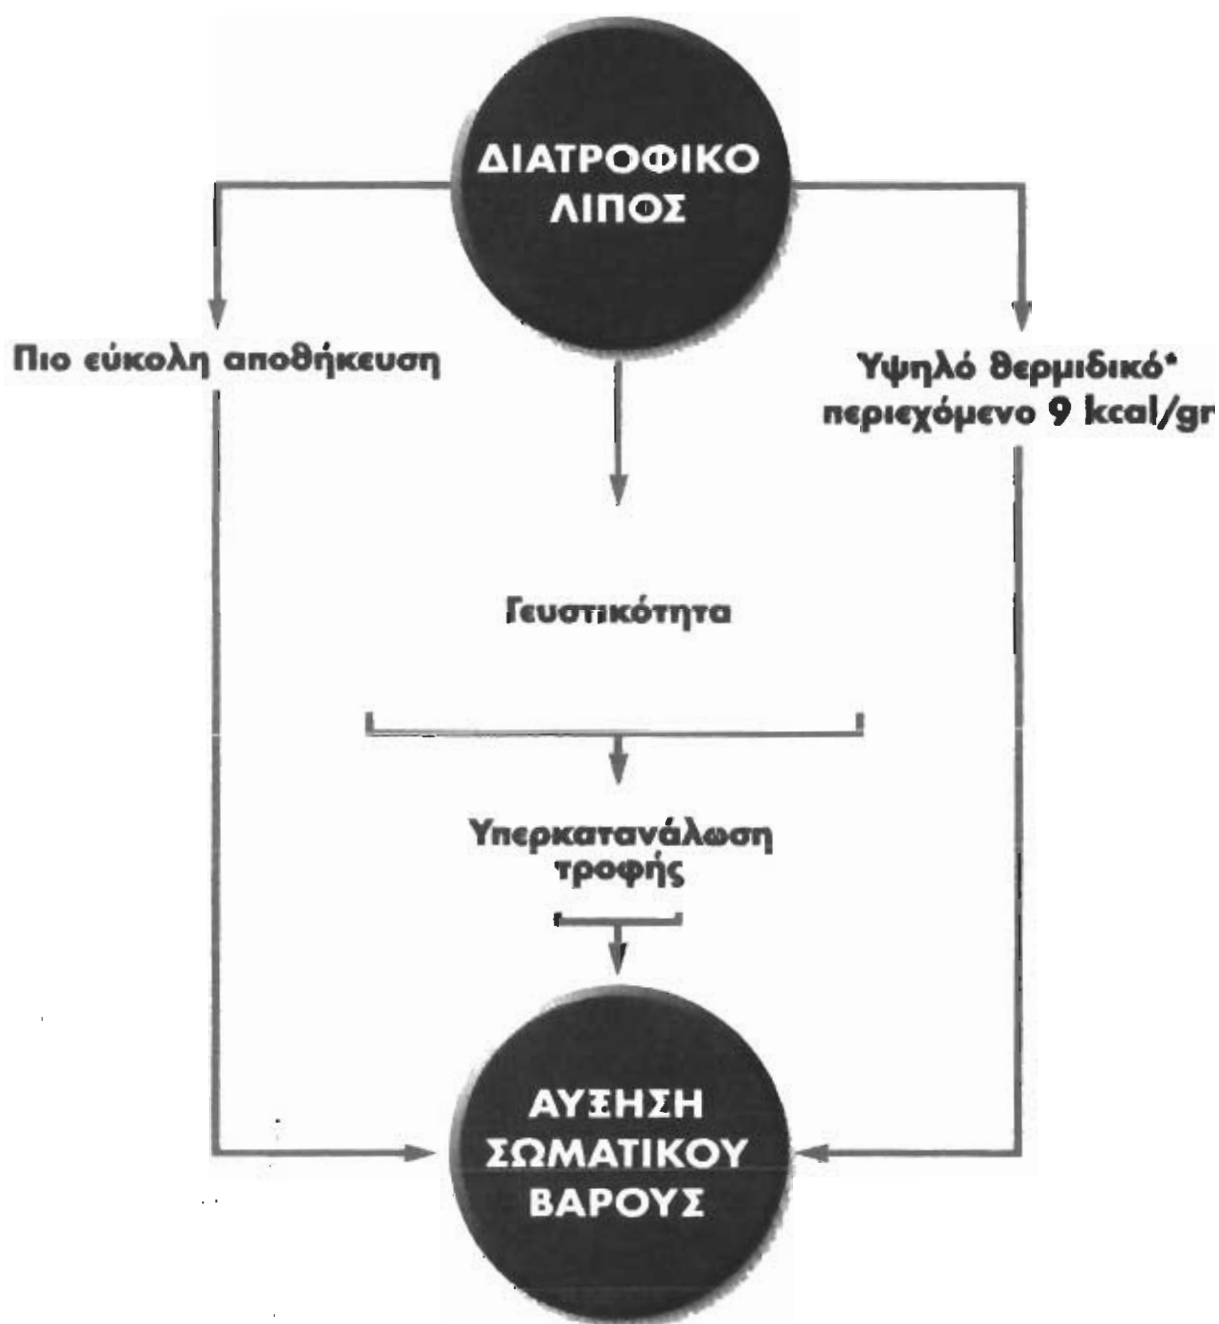 ΔΙΑΤΡΟΦΙΚΟ
ΛΙΠΟΣ
Πιο εύκολη αποθήκευση
Υψηλό θερμιδικό*
περιεχόμενο 9 kcal/gr
Γευστικότητα
Υπερκατανάλωση
τροφής
ΑΥΞΗΣΗ
ΣΩΜΑΤΙΚΟΥ
ΒΑΡΟΥΣ